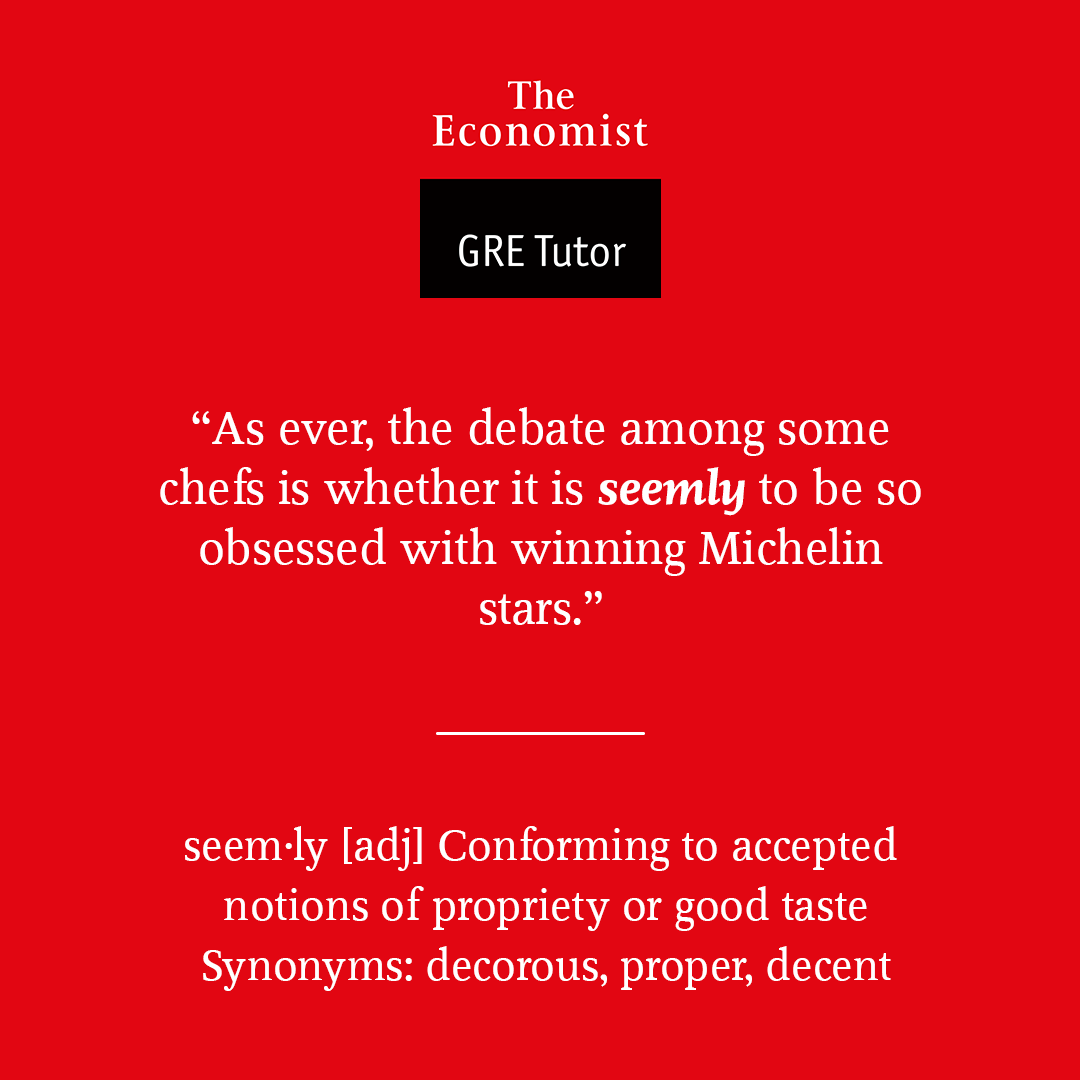 The
Economist
GRE Tutor
“As ever, the debate among some
chefs is whether it is seemly to be so
obsessed with winning Michelin
stars.”
seem·ly [adj] Conforming to accepted
notions of propriety or good taste
Synonyms: decorous, proper, decent